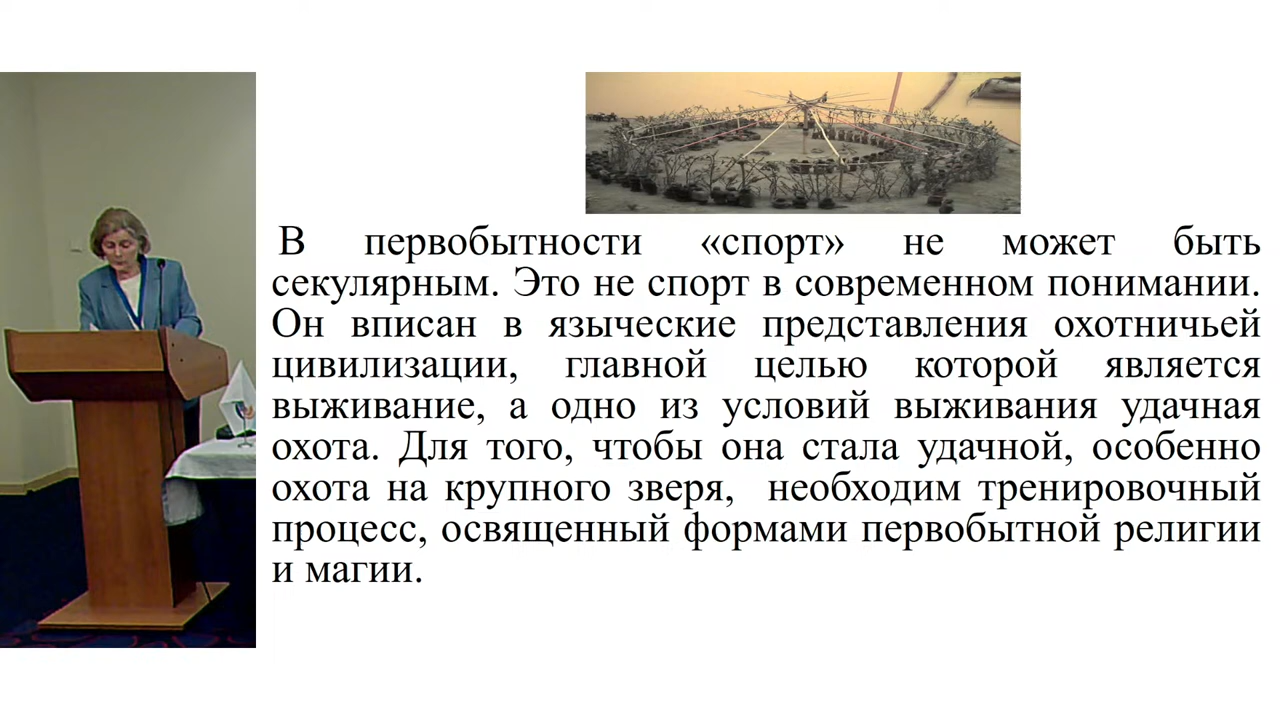 В первобытности «спорт» не может быть
секулярным. Это не спорт в современном понимании.
Он вписан в языческие представления охотничьей
цивилизации, главной целью которой является
выживание, а одно из условий выживания удачная
охота. Для того, чтобы она стала удачной, особенно
охота на крупного зверя, необходим тренировочный
процесс, освященный формами первобытной религии
и магии.